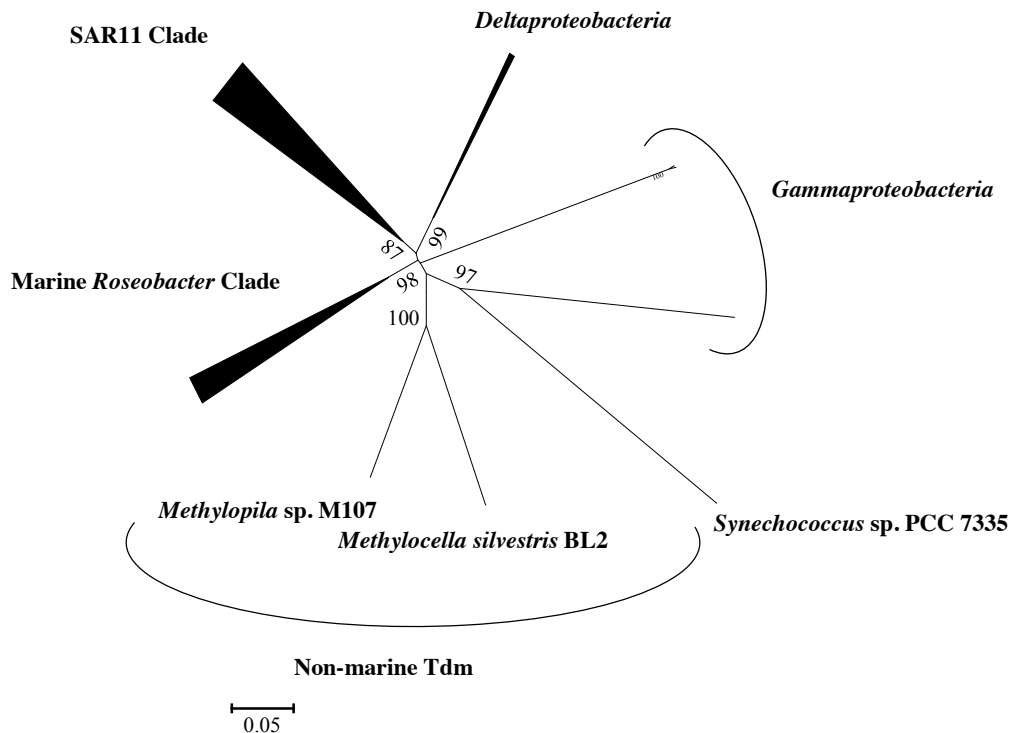 Deltaproteobacteria
SAR11 Clade
100
Gammaproteobacteria
87
99
Marine Roseobacter Clade
98
97
100
Methylopila sp. M107
Synechococcus sp. PCC 7335
Methylocella silvestris BL2
Non-marine Tdm
0.05